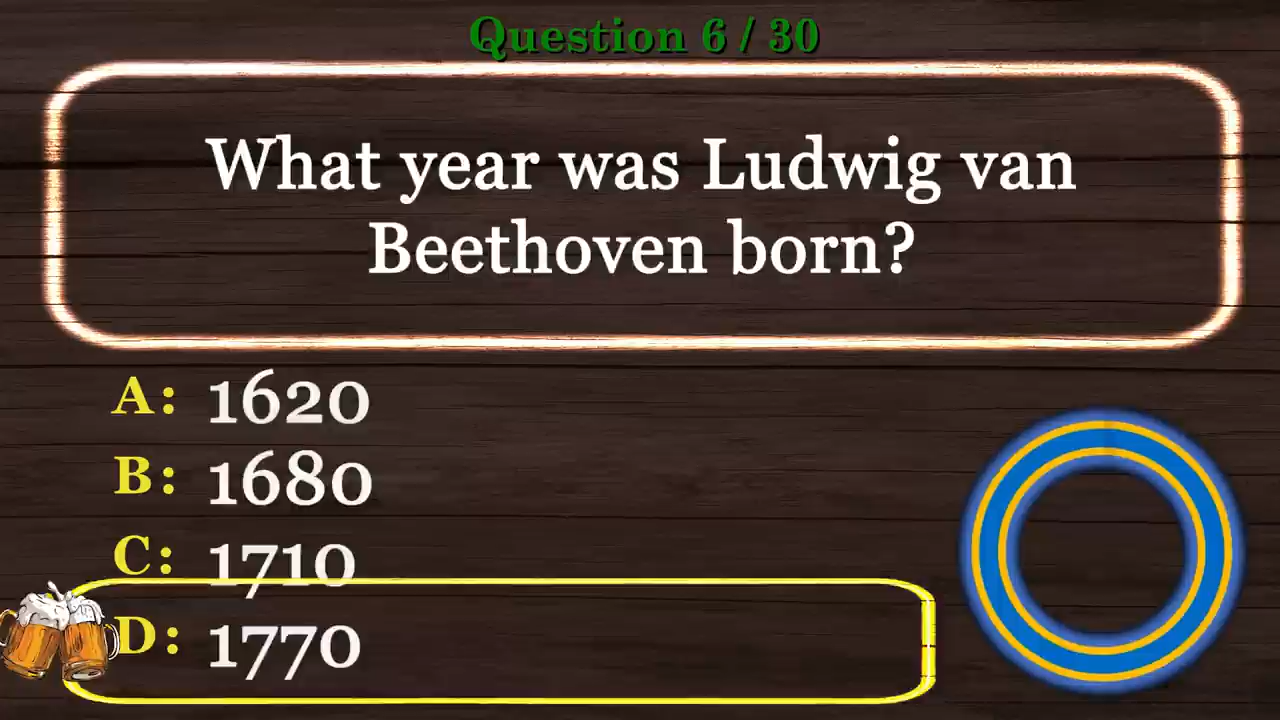 Question 6 / 30
What year was Ludwig van
Beethoven born?
A: 1620
B: 1680
C: 1710
D: 1770